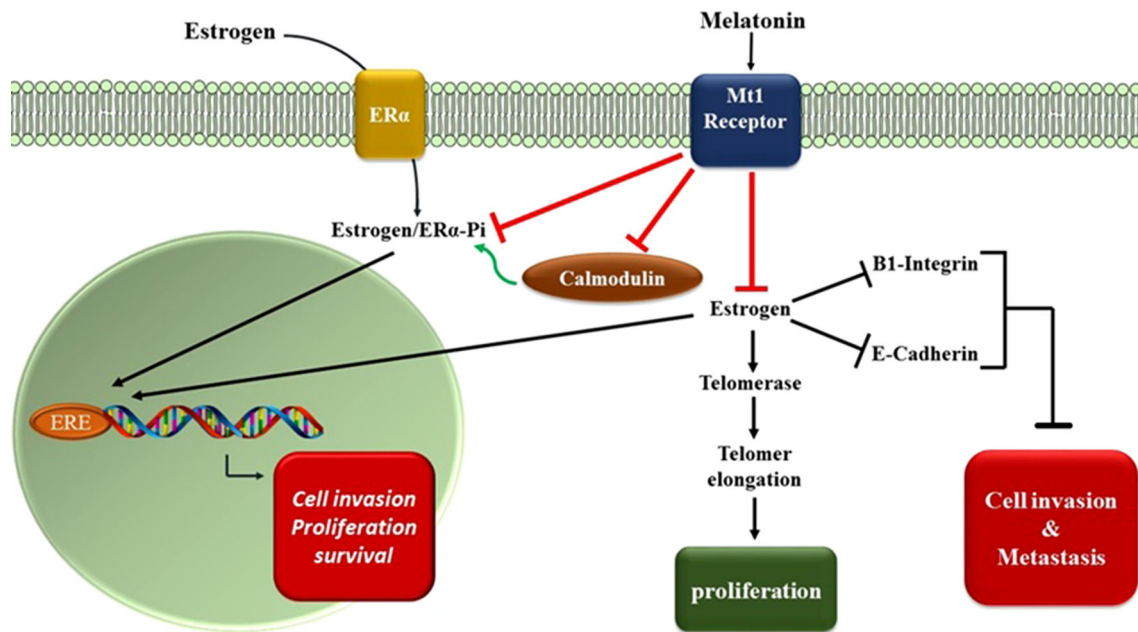 Estrogen
Melatonin
ERα
Mt1
Receptor
Estrogen/ERα-Pi
Calmodulin
B1-Integrin
Estrogen
E-Cadherin
Telomerase
ERE
Telomer
elongation
Cell invasion
Proliferation
survival
Cell invasion
&
Metastasis
proliferation